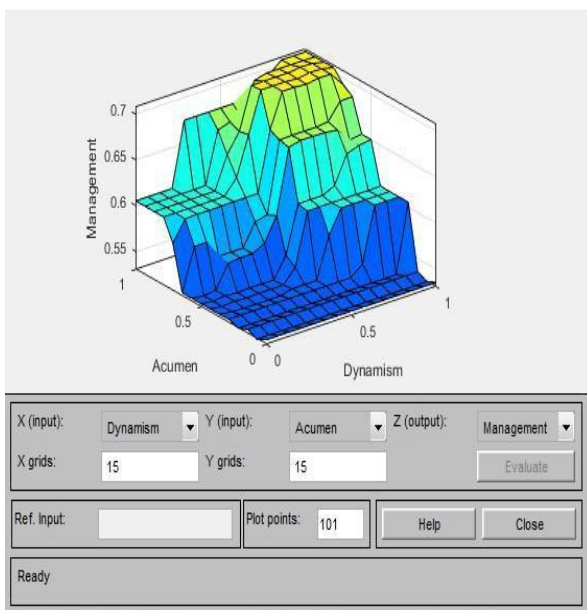 0.7
0.65
0.6
0.55
Management
1
0.5
0
Acumen
0
0.5
1
Dynamism
X (input): Dynamism Y (input): Acumen Z (output): Management
X grids: 15 Y grids: 15 Evaluate
Ref. Input: Plot points: 101 Help Close
Ready